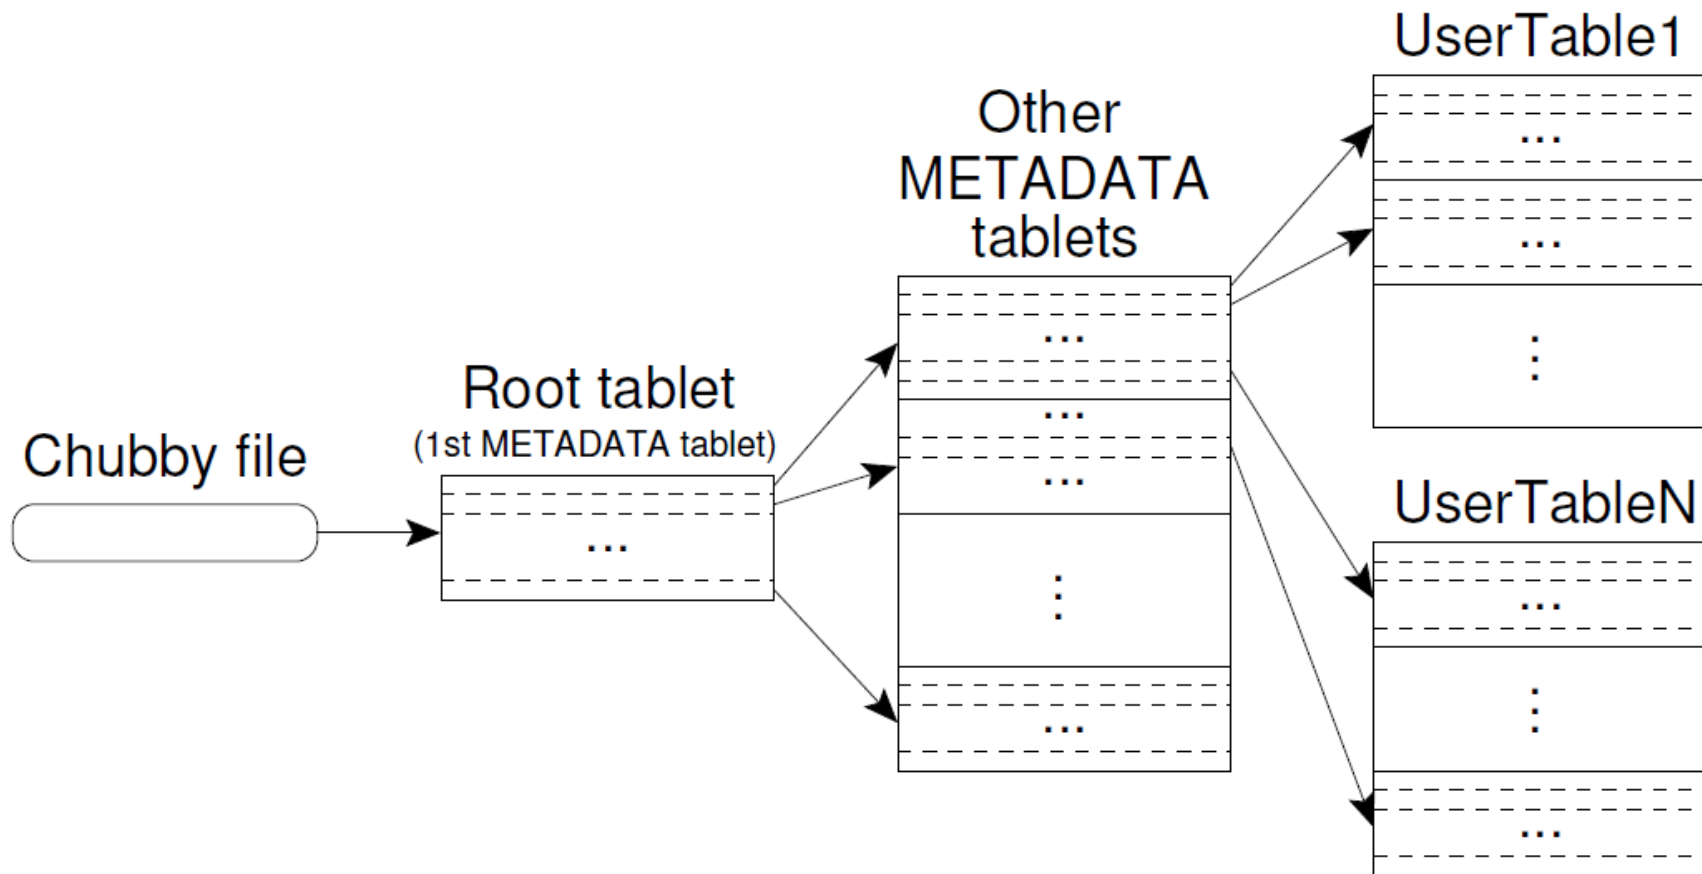 Chubby file
Root tablet
(1st METADATA tablet)
...
Other
METADATA
tablets
...
...
...
...
UserTable1
...
...
UserTableN
...
...